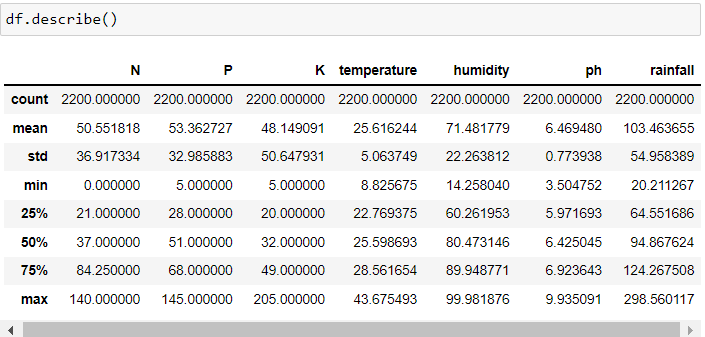 df.describe()
N P K temperature humidity ph rainfall
count 2200.000000 2200.000000 2200.000000 2200.000000 2200.000000 2200.000000 2200.000000
mean 50.551818 53.362727 48.149091 25.616244 71.481779 6.469480 103.463655
std 36.917334 32.985883 50.647931 5.063749 22.263812 0.773938 54.958389
min 0.000000 5.000000 5.000000 8.825675 14.258040 3.504752 20.211267
25% 21.000000 28.000000 20.000000 22.769375 60.261953 5.971693 64.551686
50% 37.000000 51.000000 32.000000 25.598693 80.473146 6.425045 94.867624
75% 84.250000 68.000000 49.000000 28.561654 89.948771 6.923643 124.267508
max 140.000000 145.000000 205.000000 43.675493 99.981876 9.935091 298.560117